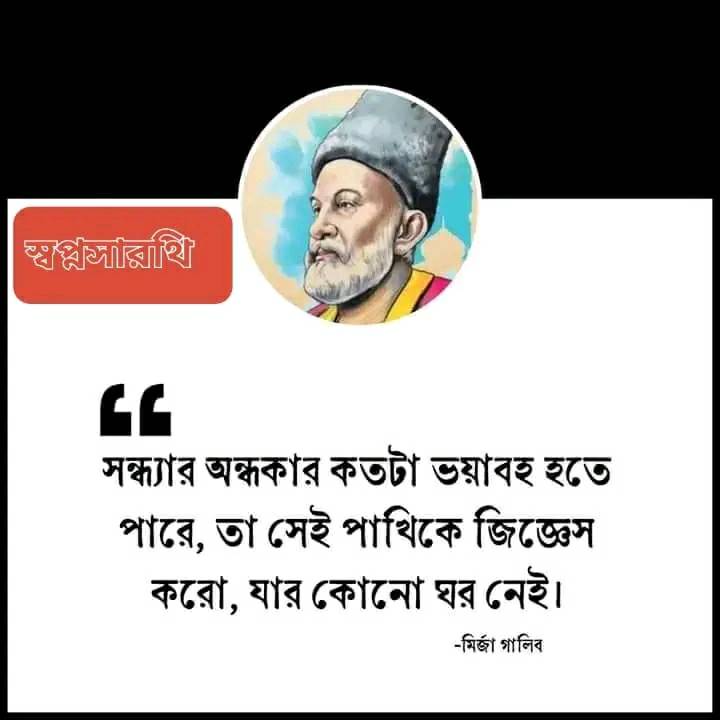 স্বপ্নসারথি
সন্ধ্যার অন্ধকার কতটা ভয়াবহ হতে
পারে, তা সেই পাখিকে জিজ্ঞেস
করো, যার কোনো ঘর নেই।
-মির্জা গালিব